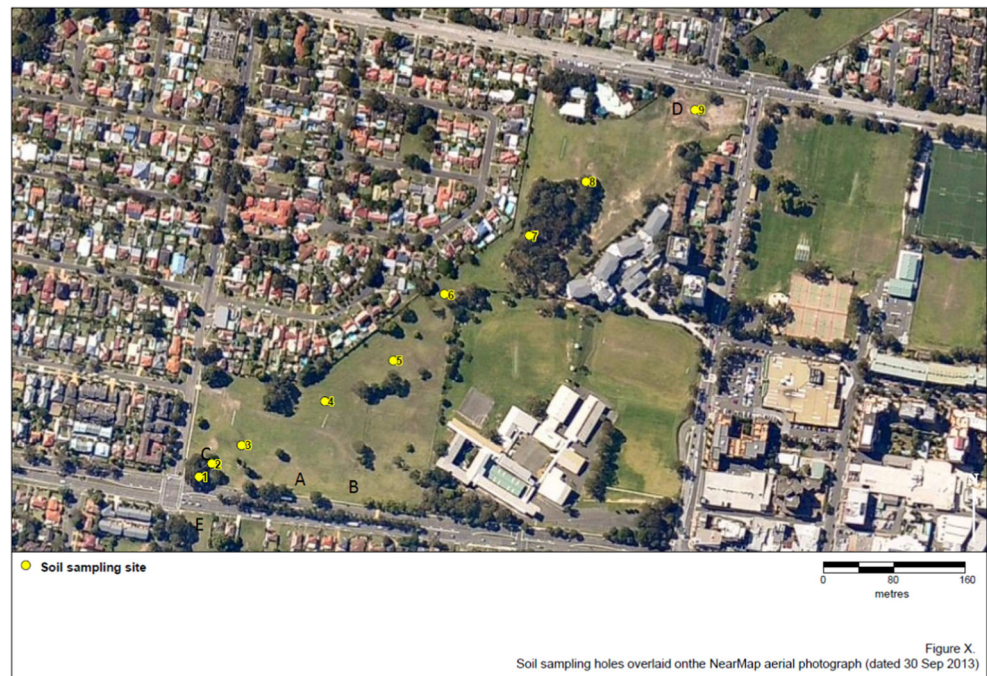 D 9
8
7
6
5
4
3
C 2
1
A
B
E
Soil sampling site
0 80 160
metres
Figure X.
Soil sampling holes overlaid onthe NearMap aerial photograph (dated 30 Sep 2013)